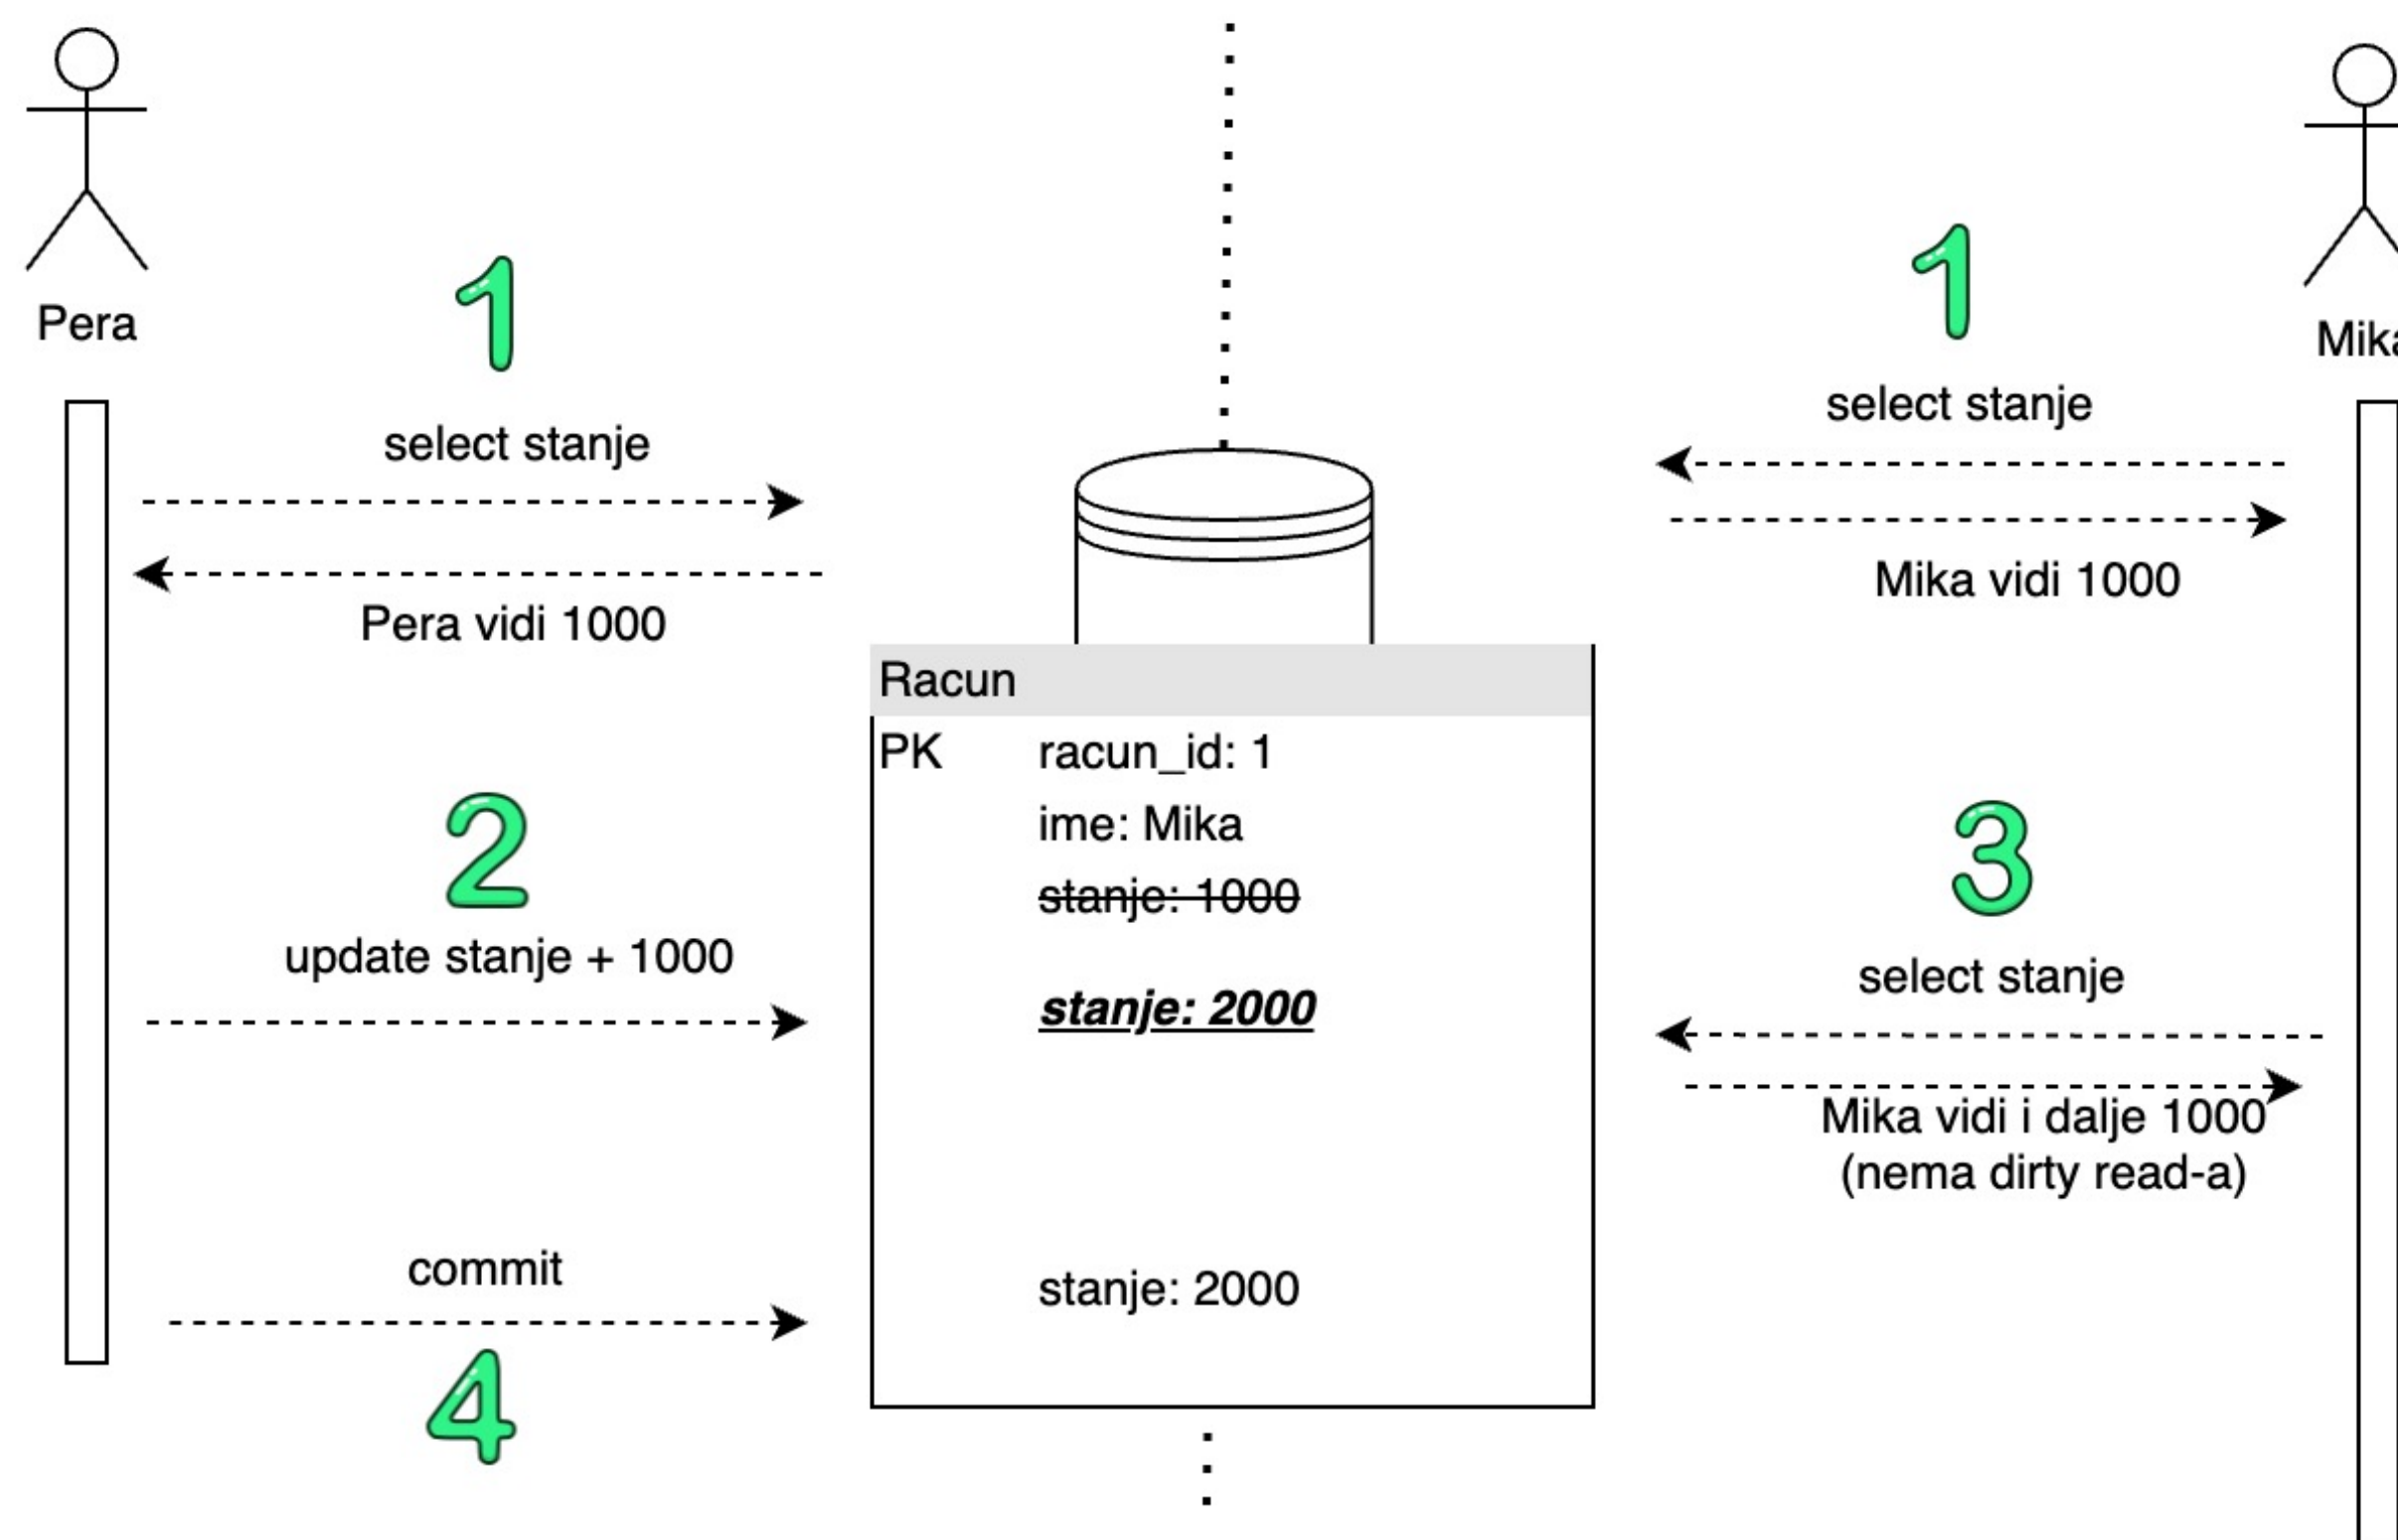 Pera
1
select stanje
Pera vidi 1000
2
update stanje + 1000
commit
4
Racun
PK racun_id: 1
ime: Mika
stanje: 1000
stanje: 2000
stanje: 2000
Mika
1
select stanje
Mika vidi 1000
3
select stanje
Mika vidi i dalje 1000
(nema dirty read-a)